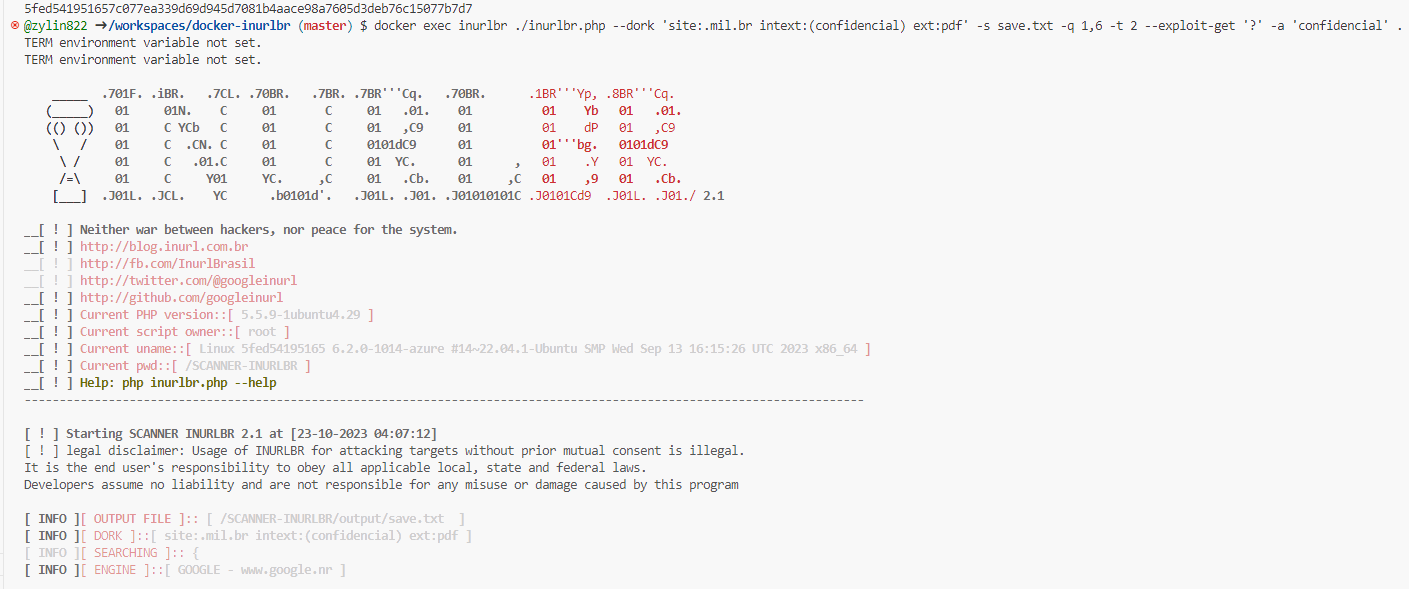 5fed541951657c077ea339d69d945d7081b4aace98a7605d3deb76c15077b7d7
@zylin822 ➜/workspaces/docker-inurlbr (master) $ docker exec inurlbr ./inurlbr.php --dork 'site:.mil.br intext:(confidencial) ext:pdf' -s save.txt -q 1,6 -t 2 --exploit-get '?' -a 'confidencial' .
TERM environment variable not set.
TERM environment variable not set.
_____ .701F. .iBR. .7CL. .70BR. .7BR. .7BR'''Cq. .70BR. .1BR'''Yp, .8BR'''Cq.
(_____) 01 01N. C 01 C 01 .01. 01 01 Yb 01 .01.
(() ()) 01 C YCb C 01 C 01 ,C9 01 01 dP 01 ,C9
\ / 01 C .CN. C 01 C 0101dC9 01 01'''bg. 0101dC9
\ / 01 C .01.C 01 C 01 YC. 01 , 01 .Y 01 YC.
/=\ 01 C Y01 YC. ,C 01 .Cb. 01 ,C 01 ,9 01 .Cb.
[___] .J01L. .JCL. YC .b0101d'. .J01L. .J01. .J01010101C .J0101Cd9 .J01L. .J01./ 2.1
__[ ! ] Neither war between hackers, nor peace for the system.
__[ ! ] http://blog.inurl.com.br
__[ ! ] http://fb.com/InurlBrasil
__[ ! ] http://twitter.com/@googleinurl
__[ ! ] http://github.com/googleinurl
__[ ! ] Current PHP version::[ 5.5.9-1ubuntu4.29 ]
__[ ! ] Current script owner::[ root ]
__[ ! ] Current uname::[ Linux 5fed54195165 6.2.0-1014-azure #14~22.04.1-Ubuntu SMP Wed Sep 13 16:15:26 UTC 2023 x86_64 ]
__[ ! ] Current pwd::[ /SCANNER-INURLBR ]
__[ ! ] Help: php inurlbr.php --help
------------------------------------------------------------------------------------------------------------------------
[ ! ] Starting SCANNER INURLBR 2.1 at [23-10-2023 04:07:12]
[ ! ] legal disclaimer: Usage of INURLBR for attacking targets without prior mutual consent is illegal.
It is the end user's responsibility to obey all applicable local, state and federal laws.
Developers assume no liability and are not responsible for any misuse or damage caused by this program
[ INFO ][ OUTPUT FILE ]:: [ /SCANNER-INURLBR/output/save.txt ]
[ INFO ][ DORK ]::[ site:.mil.br intext:(confidencial) ext:pdf ]
[ INFO ][ SEARCHING ]:: {
[ INFO ][ ENGINE ]::[ GOOGLE - www.google.nr ]